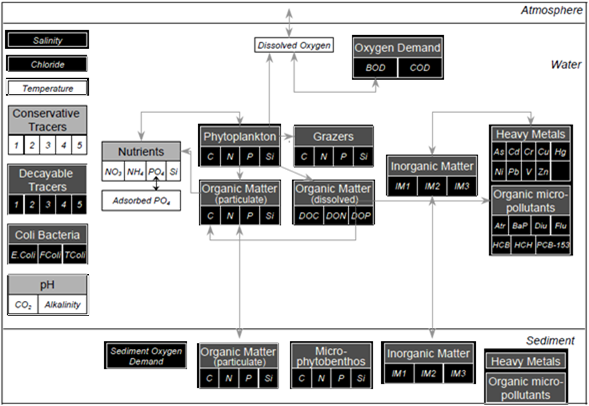 Atmosphere
Water
Salinity
Chloride
Temperature
Conservative
Tracers
1 2 3 4 5
Decayable
Tracers
1 2 3 4 5
Coli Bacteria
E.Coli FColi TColi
pH
CO₂ Alkalinity
Dissolved Oxygen
Oxygen Demand
BOD COD
Nutrients
NO₃ NH₄ PO₄ Si
Adsorbed PO₄
Phytoplankton
C N P Si
Grazers
C N P Si
Organic Matter
(particulate)
C N P Si
Organic Matter
(dissolved)
DOC DON DOP
Inorganic Matter
IM1 IM2 IM3
Heavy Metals
As Cd Cr Cu Hg
Ni Pb V Zn
Organic micro-
pollutants
Atr BaP Diu Flu
HCB HCH PCB-153
Sediment
Sediment Oxygen
Demand
Organic Matter
(particulate)
C N P Si
Micro-
phytobenthos
C N P Si
Inorganic Matter
IM1 IM2 IM3
Heavy Metals
Organic micro-
pollutants